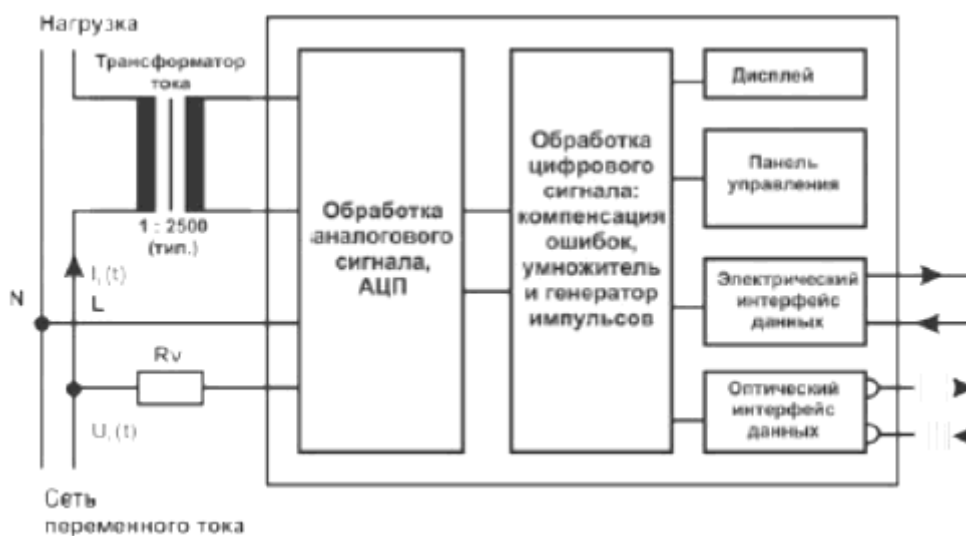 Нагрузка
Трансформатор
тока
1 : 2500
(тип.)
I, (t)
N
L
Rv
U, (t)
Сеть
переменного тока
Обработка
аналогового
сигнала,
АЦП
Обработка
цифрового
сигнала:
компенсация
ошибок,
умножитель
и генератор
импульсов
Дисплей
Панель
управления
Электрический
интерфейс
данных
Оптический
интерфейс
данных